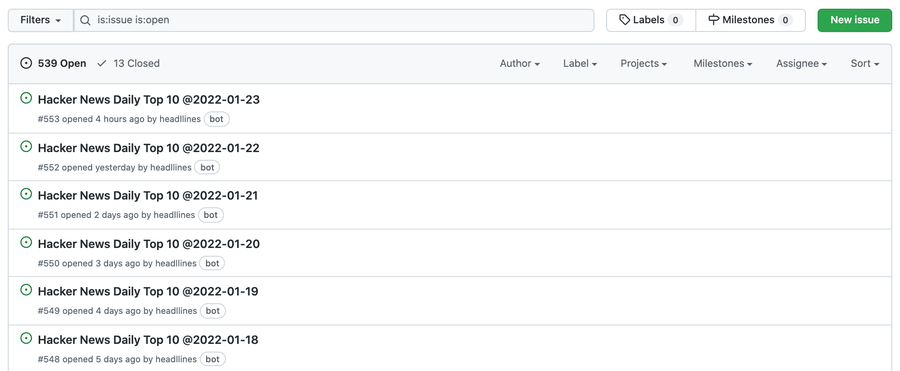 Filters is:issue is:open Labels 0 Milestones 0 New issue
539 Open 13 Closed Author Label Projects Milestones Assignee Sort
Hacker News Daily Top 10 @2022-01-23
#553 opened 4 hours ago by headllines bot
Hacker News Daily Top 10 @2022-01-22
#552 opened yesterday by headllines bot
Hacker News Daily Top 10 @2022-01-21
#551 opened 2 days ago by headllines bot
Hacker News Daily Top 10 @2022-01-20
#550 opened 3 days ago by headllines bot
Hacker News Daily Top 10 @2022-01-19
#549 opened 4 days ago by headllines bot
Hacker News Daily Top 10 @2022-01-18
#548 opened 5 days ago by headllines bot